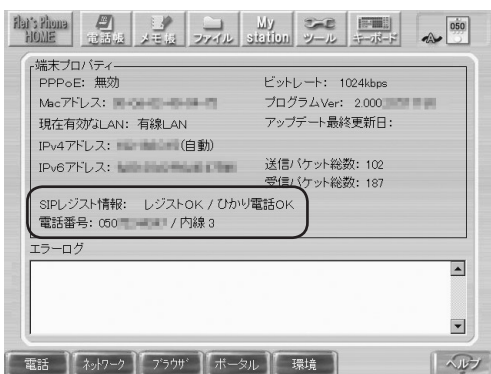 Flet's Phone HOME
電話帳
メモ帳
ファイル
My station
ツール
キーボード
050
端末プロパティ
PPPoE: 無効
ビットレート: 1024kbps
Macアドレス:
プログラムVer: 2.000
現在有効なLAN: 有線LAN
アップデート最終更新日:
IPv4アドレス: (自動)
IPv6アドレス:
送信パケット総数: 102
受信パケット総数: 187
SIPレジスト情報: レジストOK / ひかり電話OK
電話番号: 050 / 内線 3
エラーログ
電話
ネットワーク
ブラウザ
ポータル
環境
ヘルプ